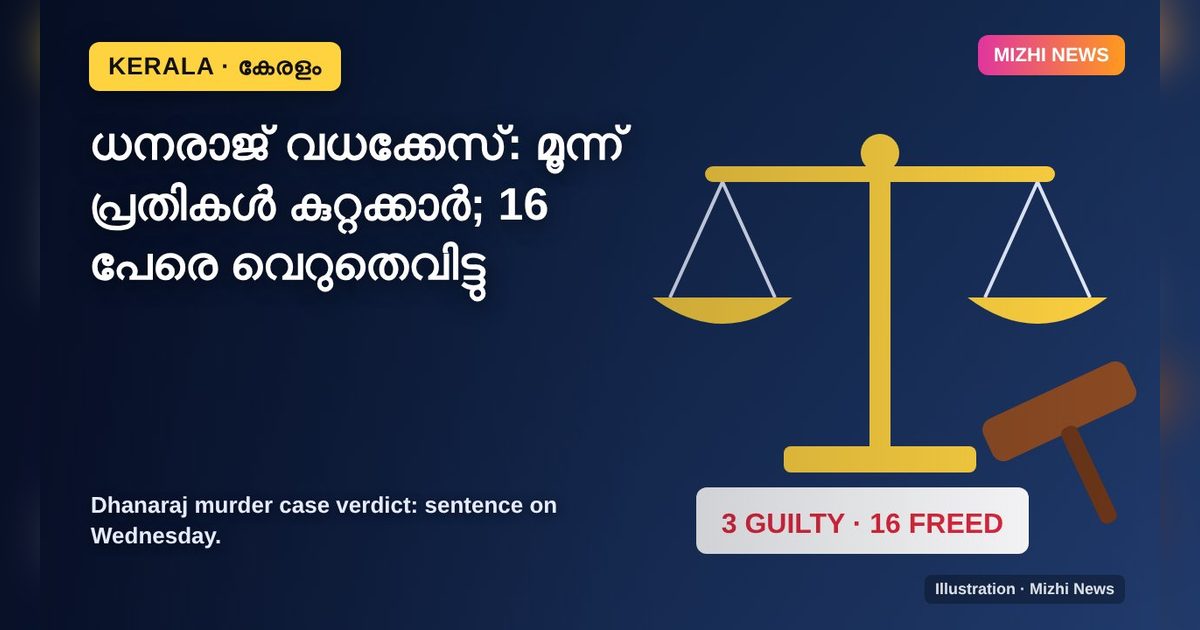 KERALA · കേരളം
MIZHI NEWS
ധനരാജ് വധക്കേസ്: മൂന്ന്
പ്രതികൾ കുറ്റക്കാർ; 16
പേരെ വെറുതെവിട്ടു
Dhanaraj murder case verdict: sentence on
Wednesday.
3 GUILTY · 16 FREED
Illustration · Mizhi News